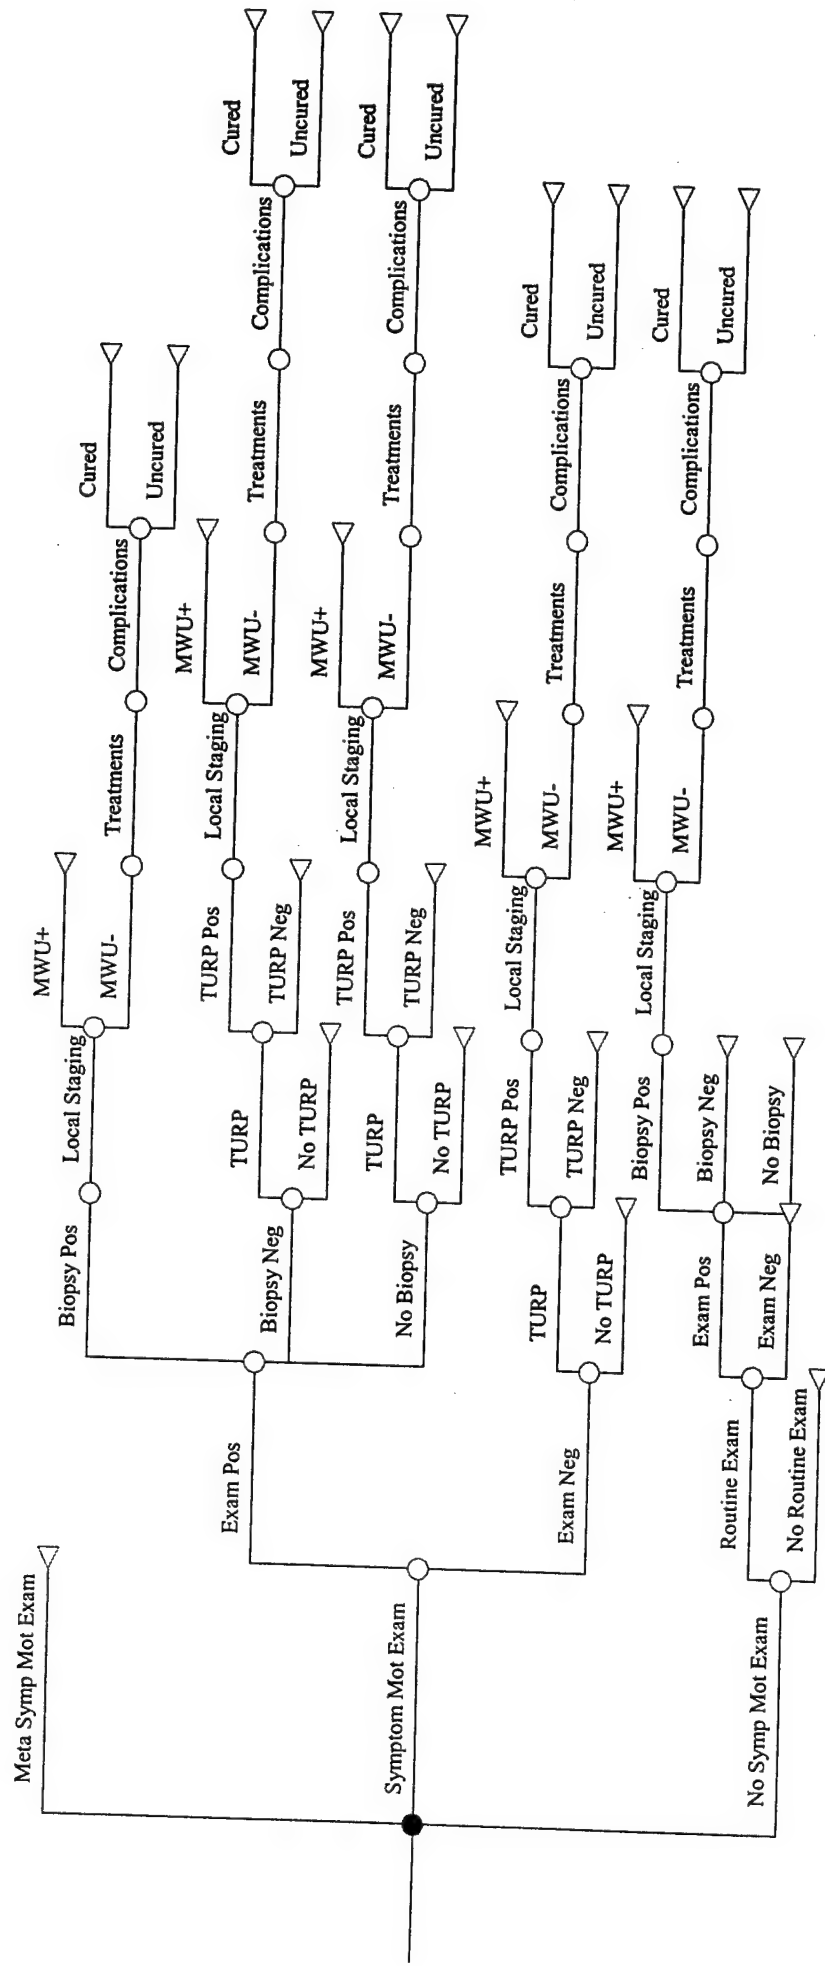 Meta Symp Mot Exam
Symptom Mot Exam
Exam Pos
Biopsy Pos
Local Staging
MWU+
MWU-
Treatments
Complications
Cured
Uncured
Biopsy Neg
TURP
TURP Pos
Local Staging
MWU+
MWU-
Treatments
Complications
Cured
Uncured
TURP Neg
No TURP
No Biopsy
TURP
TURP Pos
Local Staging
MWU+
MWU-
Treatments
Complications
Cured
Uncured
TURP Neg
No TURP
Exam Neg
TURP
TURP Pos
Local Staging
MWU+
MWU-
Treatments
Complications
Cured
Uncured
TURP Neg
No TURP
No Symp Mot Exam
Routine Exam
Exam Pos
Biopsy Pos
Local Staging
MWU+
MWU-
Treatments
Complications
Cured
Uncured
Biopsy Neg
No Biopsy
Exam Neg
No Routine Exam